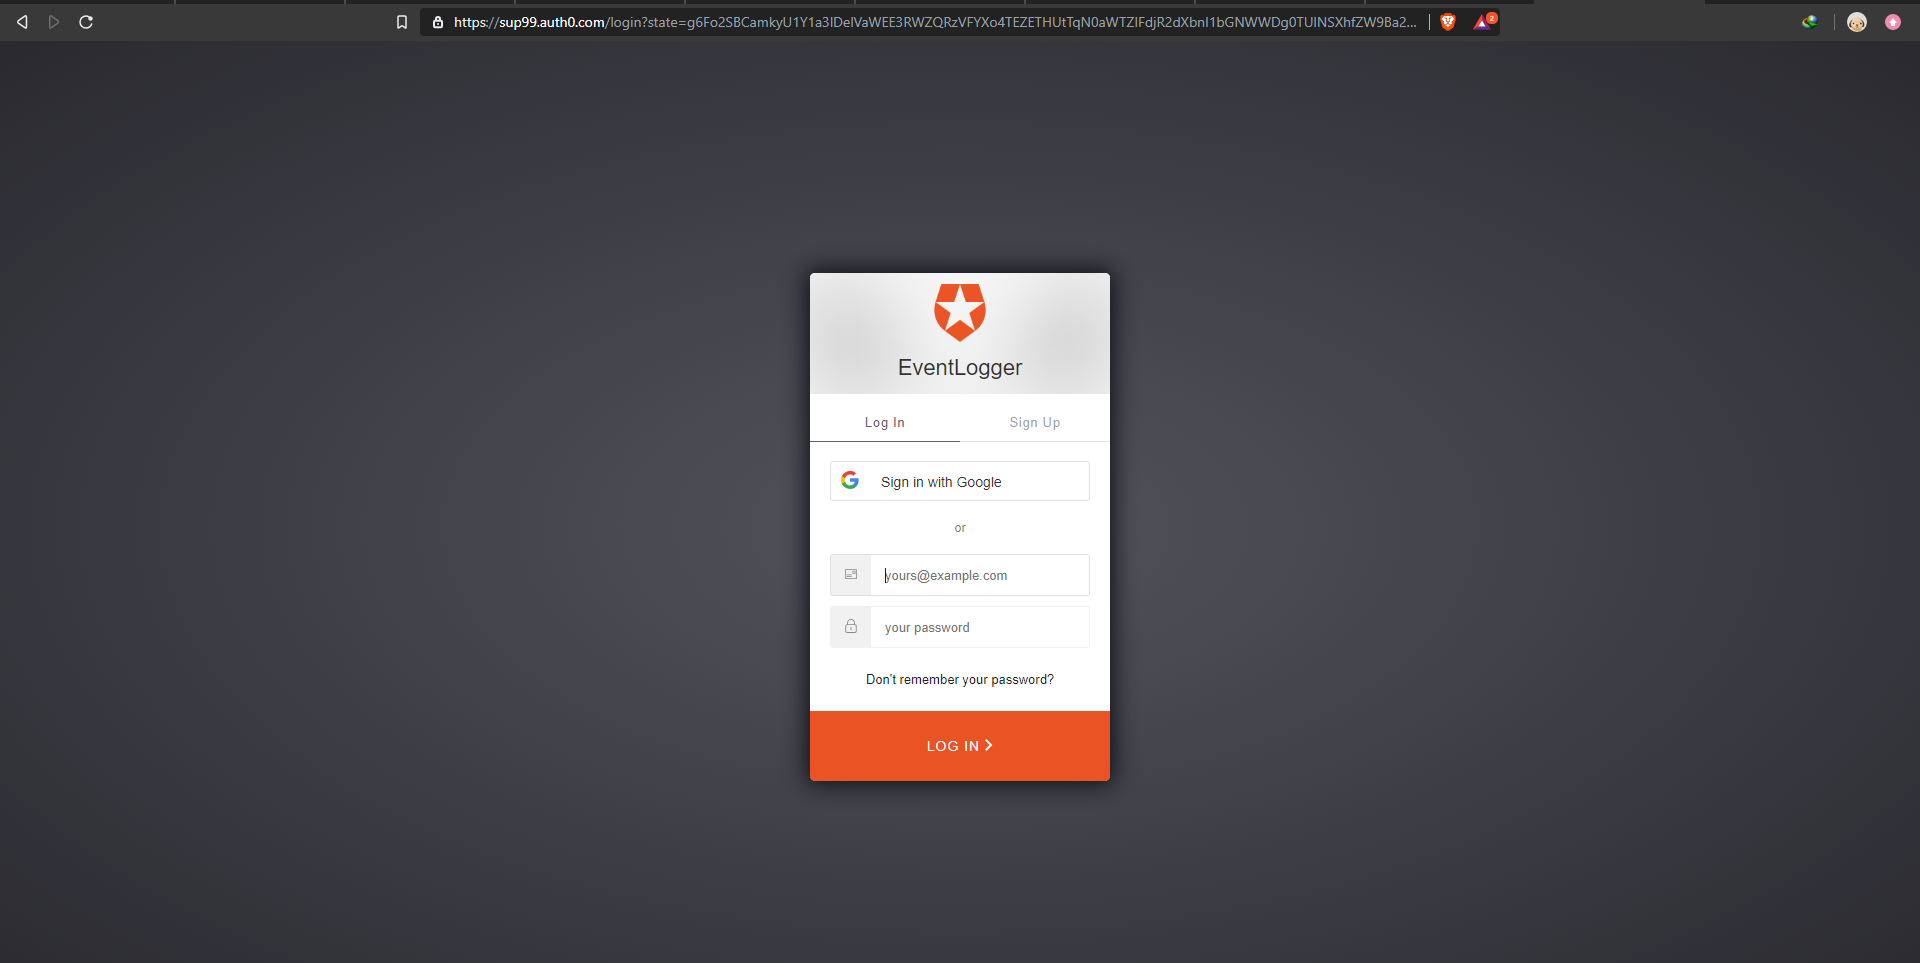 https://sup99.auth0.com/login?state=g6Fo2SBCamkyU1Y1a3lDelVaWEE3RWZQRzVFYXo4TEZETHUtTqN0aWTZIFdjR2dXbnI1bGNWWDg0TUlNSXhfZW9Ba2...
2
EventLogger
Log In
Sign Up
Sign in with Google
or
yours@example.com
your password
Don't remember your password?
LOG IN